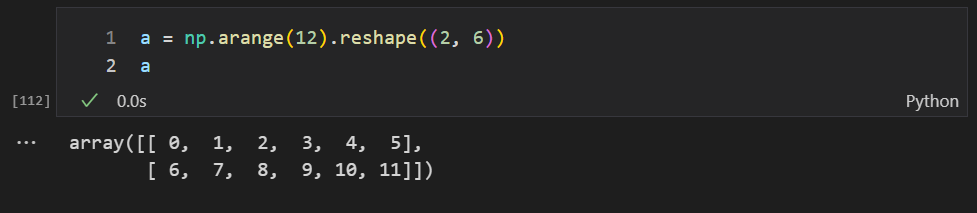 1 a = np.arange(12).reshape((2, 6))
2 a
[112] ✓ 0.0s Python
... array([[ 0,  1,  2,  3,  4,  5],
       [ 6,  7,  8,  9, 10, 11]])